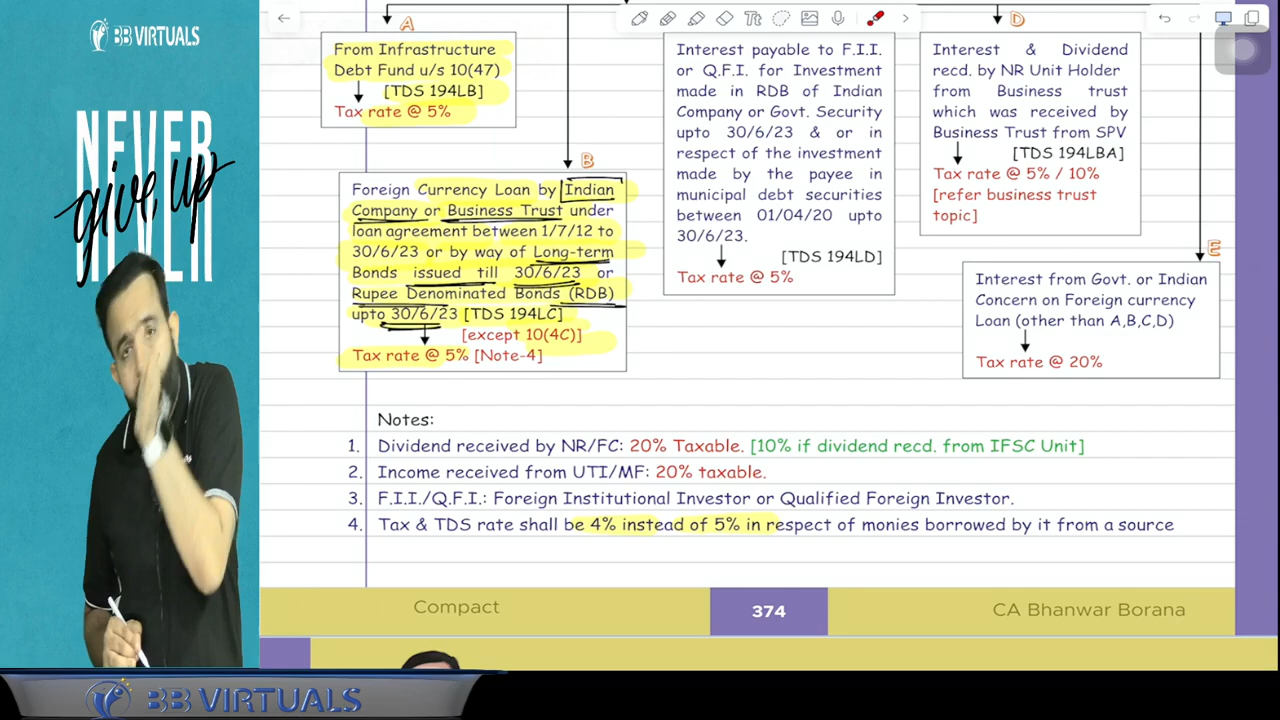 BB VIRTUALS
NEVER
give up
NEVER
A
From Infrastructure
Debt Fund u/s 10(47)
[TDS 194LB]
Tax rate @ 5%
B
Foreign Currency Loan by Indian
Company or Business Trust under
loan agreement between 1/7/12 to
30/6/23 or by way of Long-term
Bonds issued till 30/6/23 or
Rupee Denominated Bonds (RDB)
upto 30/6/23 [TDS 194LC]
[except 10(4C)]
Tax rate @ 5% [Note-4]
Interest payable to F.I.I.
or Q.F.I. for Investment
made in RDB of Indian
Company or Govt. Security
upto 30/6/23 & or in
respect of the investment
made by the payee in
municipal debt securities
between 01/04/20 upto
30/6/23.
[TDS 194LD]
Tax rate @ 5%
D
Interest & Dividend
recd. by NR Unit Holder
from Business trust
which was received by
Business Trust from SPV
[TDS 194LBA]
Tax rate @ 5% / 10%
[refer business trust
topic]
E
Interest from Govt. or Indian
Concern on Foreign currency
Loan (other than A,B,C,D)
Tax rate @ 20%
Notes:
1. Dividend received by NR/FC: 20% Taxable. [10% if dividend recd. from IFSC Unit]
2. Income received from UTI/MF: 20% taxable.
3. F.I.I./Q.F.I.: Foreign Institutional Investor or Qualified Foreign Investor.
4. Tax & TDS rate shall be 4% instead of 5% in respect of monies borrowed by it from a source
Compact 374 CA Bhanwar Borana
BB VIRTUALS